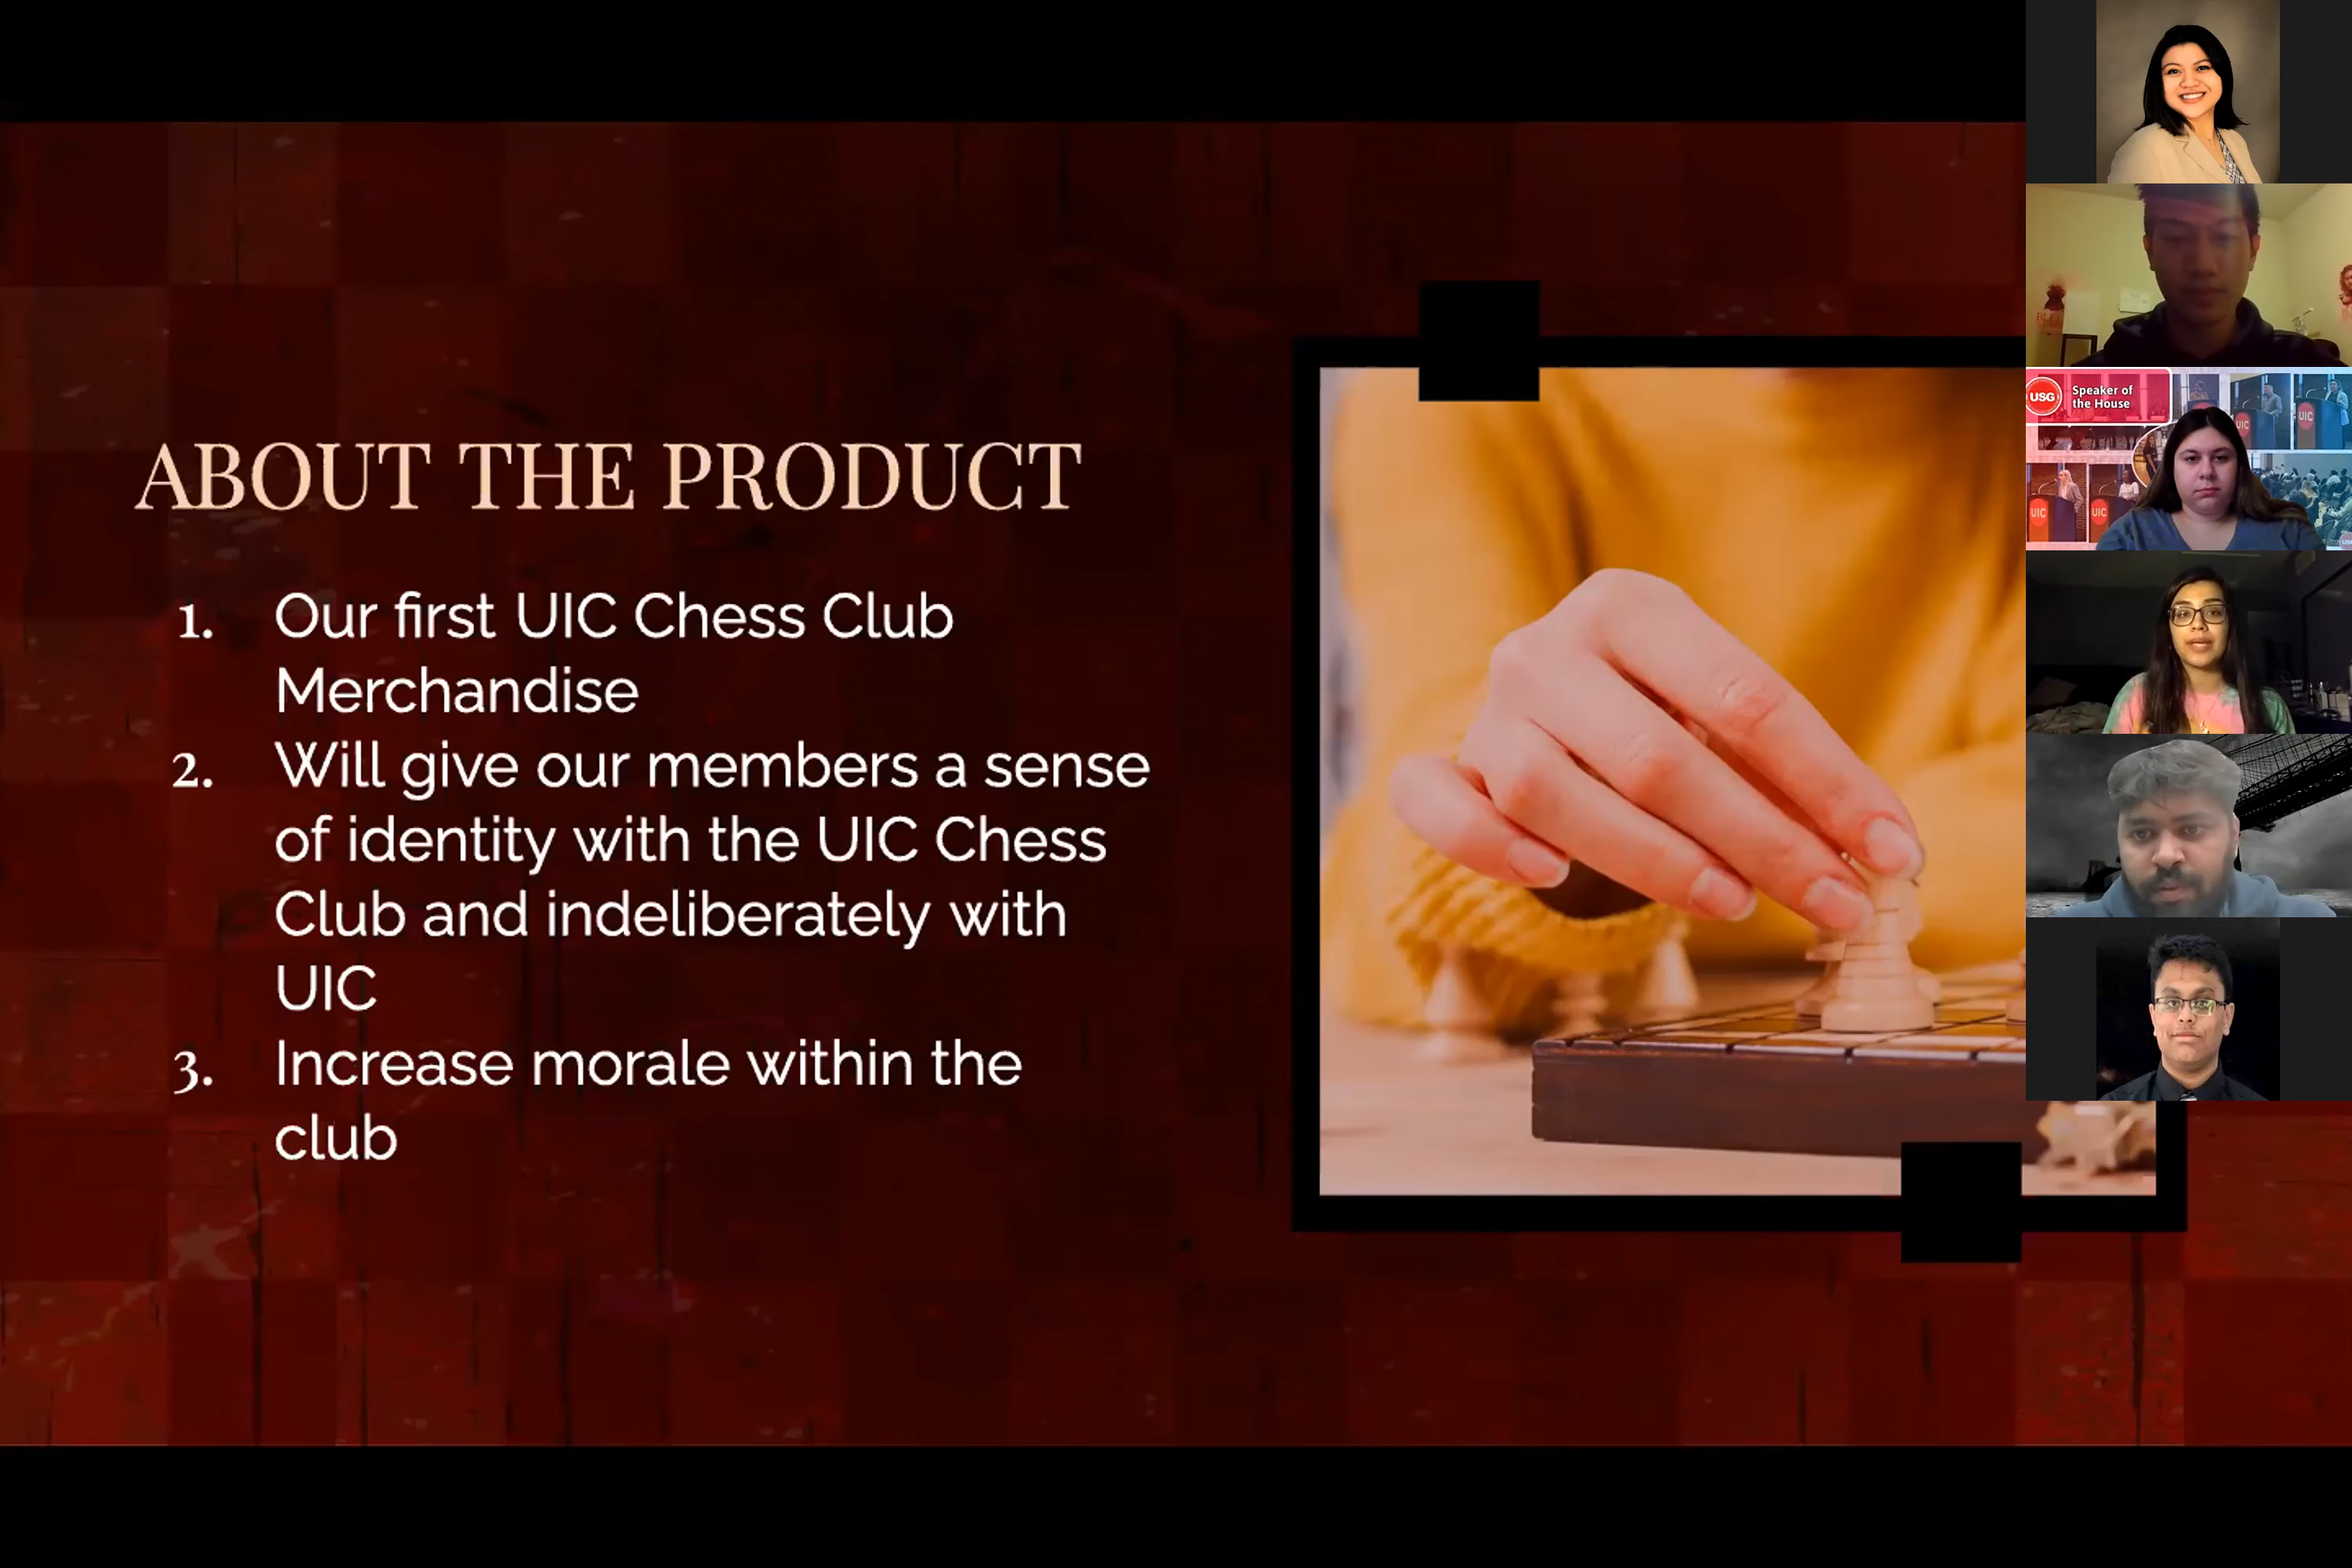 ABOUT THE PRODUCT
1. Our first UIC Chess Club
Merchandise
2. Will give our members a sense
of identity with the UIC Chess
Club and indeliberately with
UIC
3. Increase morale within the
club
USG
Speaker of
the House
UIC
UIC
UIC
UIC